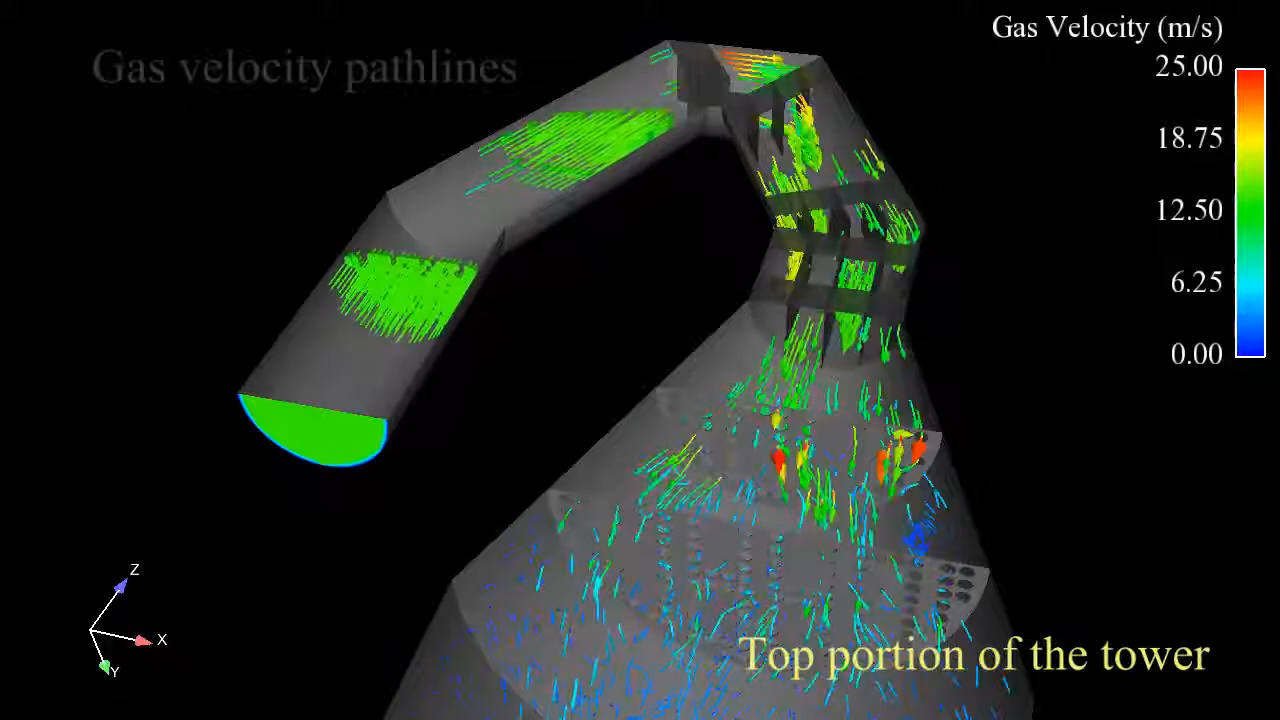 Gas Velocity (m/s)
Gas velocity pathlines
25.00
18.75
12.50
6.25
0.00
Z
X
Y
Top portion of the tower